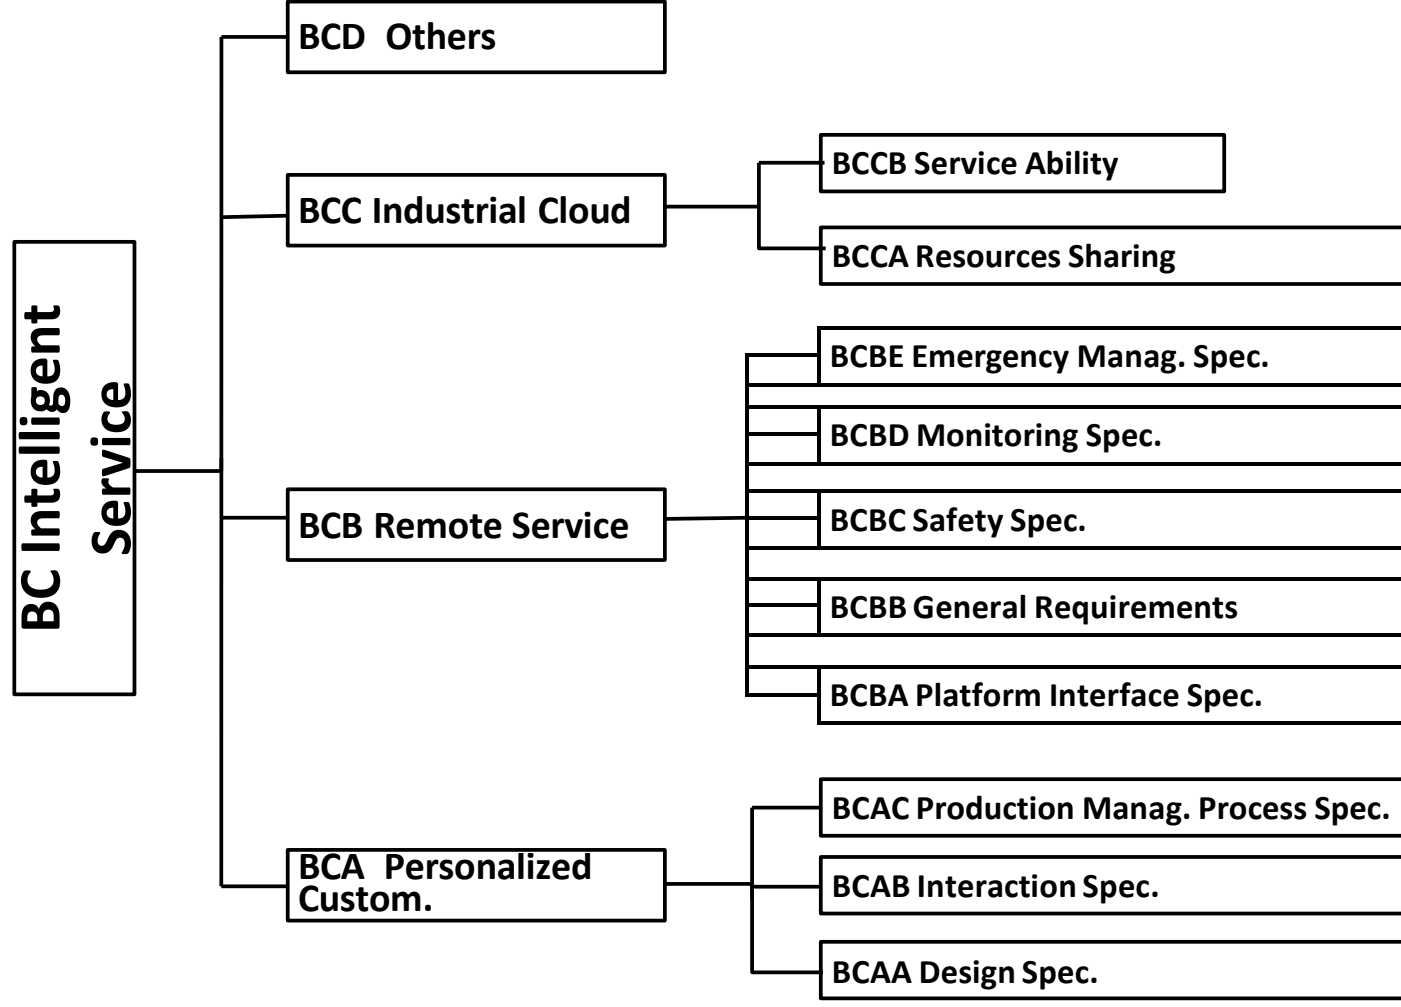 BC Intelligent
Service
BCD Others
BCC Industrial Cloud
BCCB Service Ability
BCCA Resources Sharing
BCB Remote Service
BCBE Emergency Manag. Spec.
BCBD Monitoring Spec.
BCBC Safety Spec.
BCBB General Requirements
BCBA Platform Interface Spec.
BCA Personalized
Custom.
BCAC Production Manag. Process Spec.
BCAB Interaction Spec.
BCAA Design Spec.